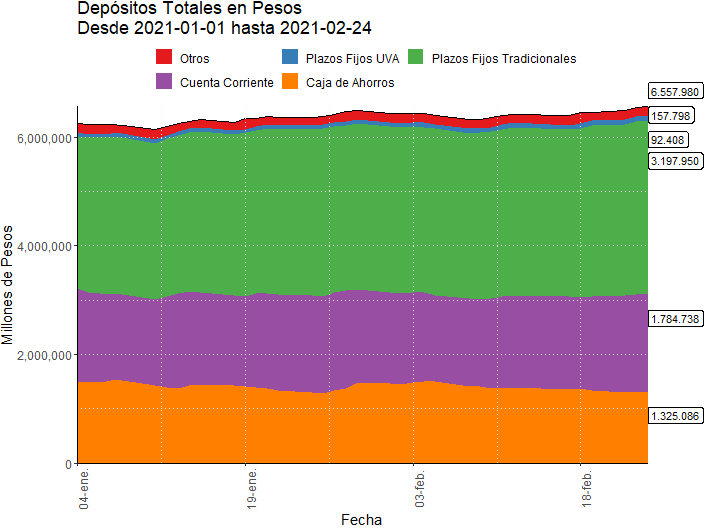 Depósitos Totales en Pesos
Desde 2021-01-01 hasta 2021-02-24
Otros
Plazos Fijos UVA
Plazos Fijos Tradicionales
Cuenta Corriente
Caja de Ahorros
6.557.980
157.798
92.408
3.197.950
1.784.738
1.325.086
6,000,000
4,000,000
2,000,000
0
Millones de Pesos
04-ene.
19-ene.
03-feb.
18-feb.
Fecha